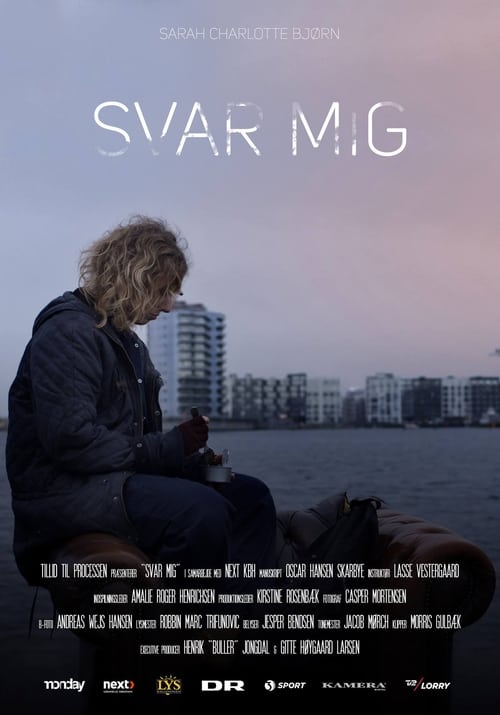 SARAH CHARLOTTE BJØRN
SVAR MIG
TILLID TIL PROCESSEN PRÆSENTERER "SVAR MIG" I SAMARBEJDE MED NEXT KBH MANUSKRIPT OSCAR HANSEN SKARBYE INSTRUKTØR LASSE VESTERGAARD
INDSPILNINGSLEDER AMALIE ROGER HENRICHSEN PRODUKTIONSLEDER KIRSTINE ROSENBÆK FOTOGRAF CASPER MORTENSEN
B-FOTO ANDREAS WEJS HANSEN LYSMESTER ROBBIN MARC TRIFUNOVIC BELYSER JESPER BENDSEN TONEMESTER JACOB MØRCH KLIPPER MORRIS GULBÆK
EXECUTIVE PRODUCER HENRIK "BULLER" JONGDAL & GITTE HØYGAARD LARSEN
monday next LYS DR 3 SPORT KAMERA TV2/LORRY